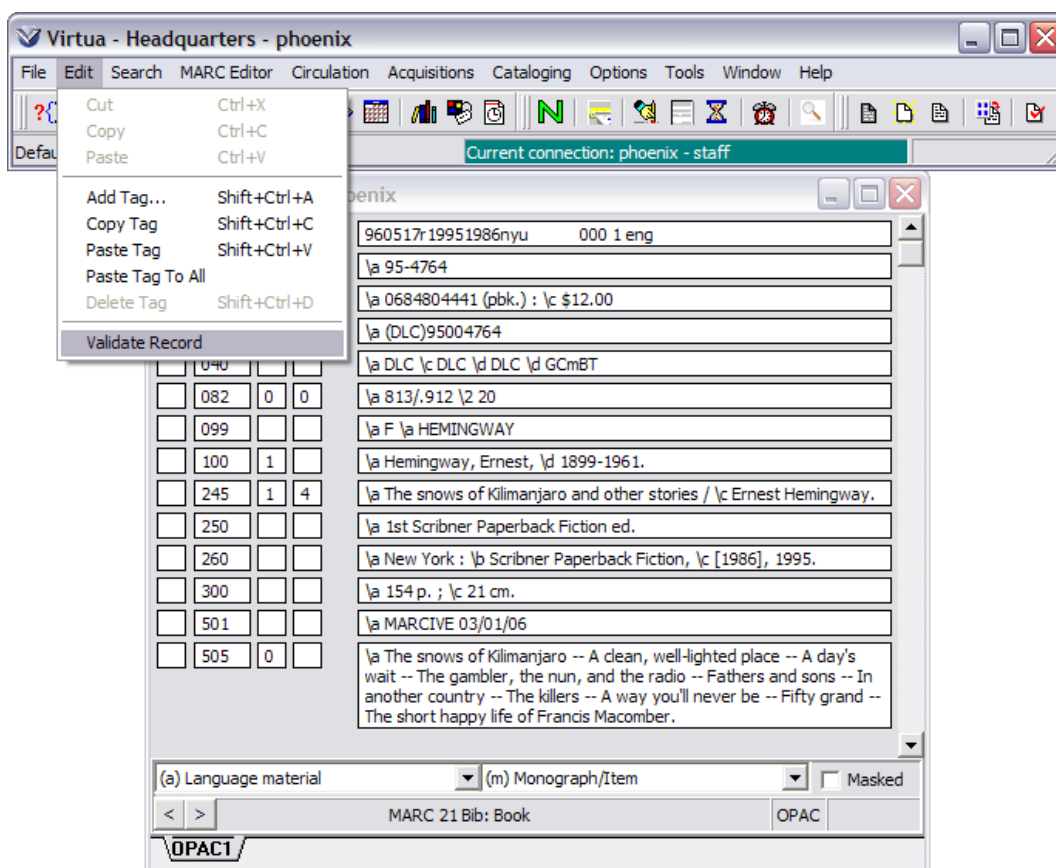 Virtua - Headquarters - phoenix
File Edit Search MARC Editor Circulation Acquisitions Cataloging Options Tools Window Help
Cut Ctrl+X
Copy Ctrl+C
Paste Ctrl+V
Add Tag... Shift+Ctrl+A
Copy Tag Shift+Ctrl+C
Paste Tag Shift+Ctrl+V
Paste Tag To All
Delete Tag Shift+Ctrl+D
Validate Record
?{}
N
Current connection: phoenix - staff
960517r19951986nyu 000 1 eng
\a 95-4764
\a 0684804441 (pbk.) : \c $12.00
\a (DLC)95004764
040 \a DLC \c DLC \d DLC \d GCmBT
082 0 0 \a 813/.912 \2 20
099 \a F \a HEMINGWAY
100 1 \a Hemingway, Ernest, \d 1899-1961.
245 1 4 \a The snows of Kilimanjaro and other stories / \c Ernest Hemingway.
250 \a 1st Scribner Paperback Fiction ed.
260 \a New York : \b Scribner Paperback Fiction, \c [1986], 1995.
300 \a 154 p. ; \c 21 cm.
501 \a MARCIVE 03/01/06
505 0 \a The snows of Kilimanjaro -- A clean, well-lighted place -- A day's
wait -- The gambler, the nun, and the radio -- Fathers and sons -- In
another country -- The killers -- A way you'll never be -- Fifty grand --
The short happy life of Francis Macomber.
(a) Language material (m) Monograph/Item Masked
< > MARC 21 Bib: Book OPAC
OPAC1